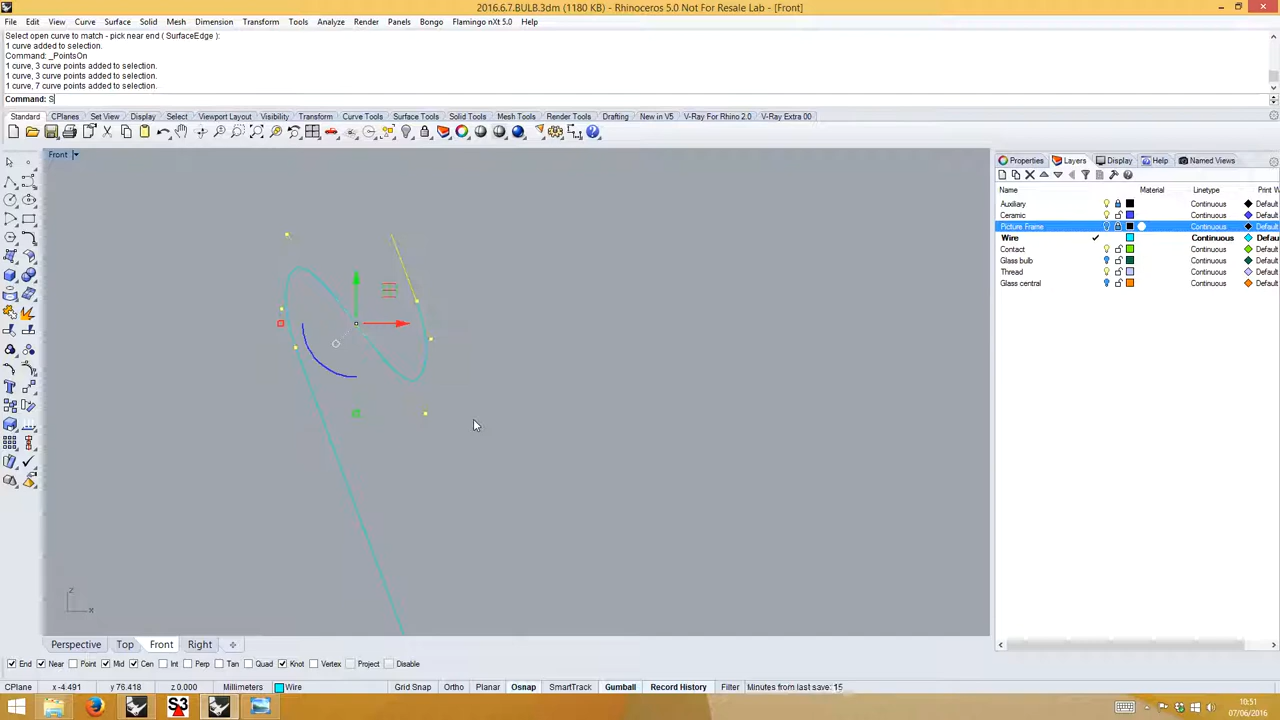 2016.6.7.BULB.3dm (1180 KB) - Rhinoceros 5.0 Not For Resale Lab - [Front]
File Edit View Curve Surface Solid Mesh Dimension Transform Tools Analyze Render Panels Bongo Flamingo nXt 5.0 Help
Select open curve to match - pick near end ( SurfaceEdge ):
1 curve added to selection.
Command: _PointsOn
1 curve, 3 curve points added to selection.
1 curve, 3 curve points added to selection.
1 curve, 7 curve points added to selection.
Command: S
Standard CPlanes Set View Display Select Viewport Layout Visibility Transform Curve Tools Surface Tools Solid Tools Mesh Tools Render Tools Drafting New in V5 V-Ray For Rhino 2.0 V-Ray Extra 00
Front
Properties Layers Display Help Named Views
Name Material Linetype Print W
Auxiliary Continuous Default
Ceramic Continuous Default
Picture Frame Continuous Default
Wire Continuous Defau
Contact Continuous Default
Glass bulb Continuous Default
Thread Continuous Default
Glass central Continuous Default
z
x
Perspective Top Front Right
End Near Point Mid Cen Int Perp Tan Quad Knot Vertex Project Disable
CPlane x -4.491 y 76.418 z 0.000 Millimeters Wire Grid Snap Ortho Planar Osnap SmartTrack Gumball Record History Filter Minutes from last save: 15
S3
10:51
07/06/2016